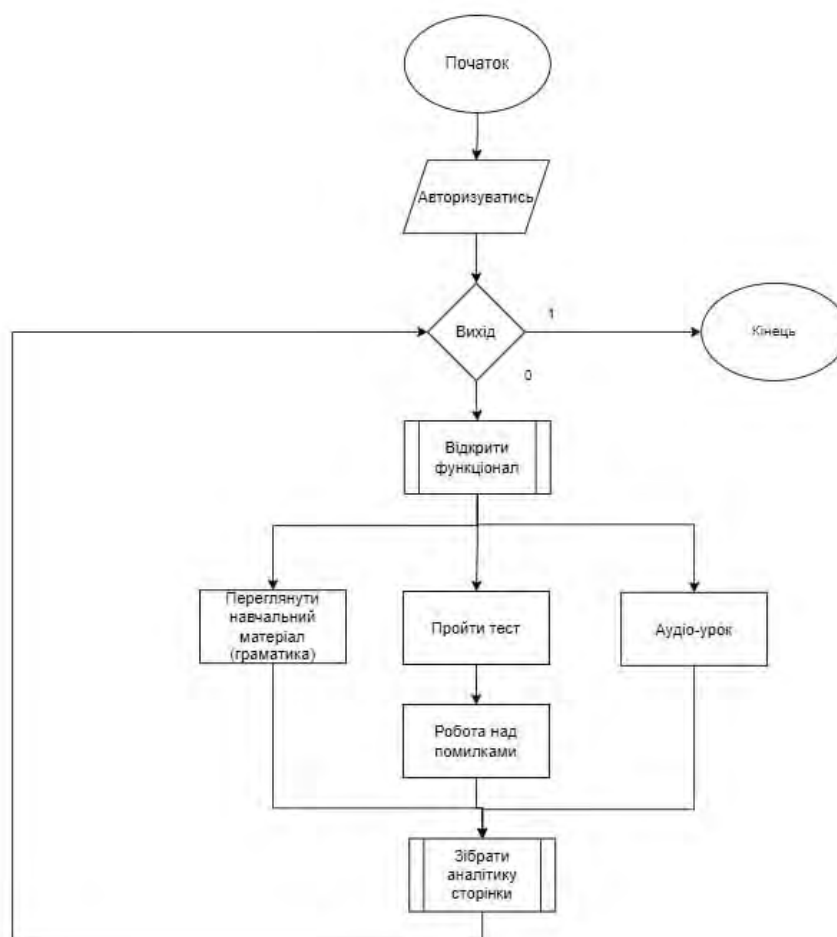 Початок
Авторизуватись
Вихід
1
Кінець
0
Відкрити
функціонал
Переглянути
навчальний
матеріал
(граматика)
Пройти тест
Аудіо-урок
Робота над
помилками
Зібрати
аналітику
сторінки